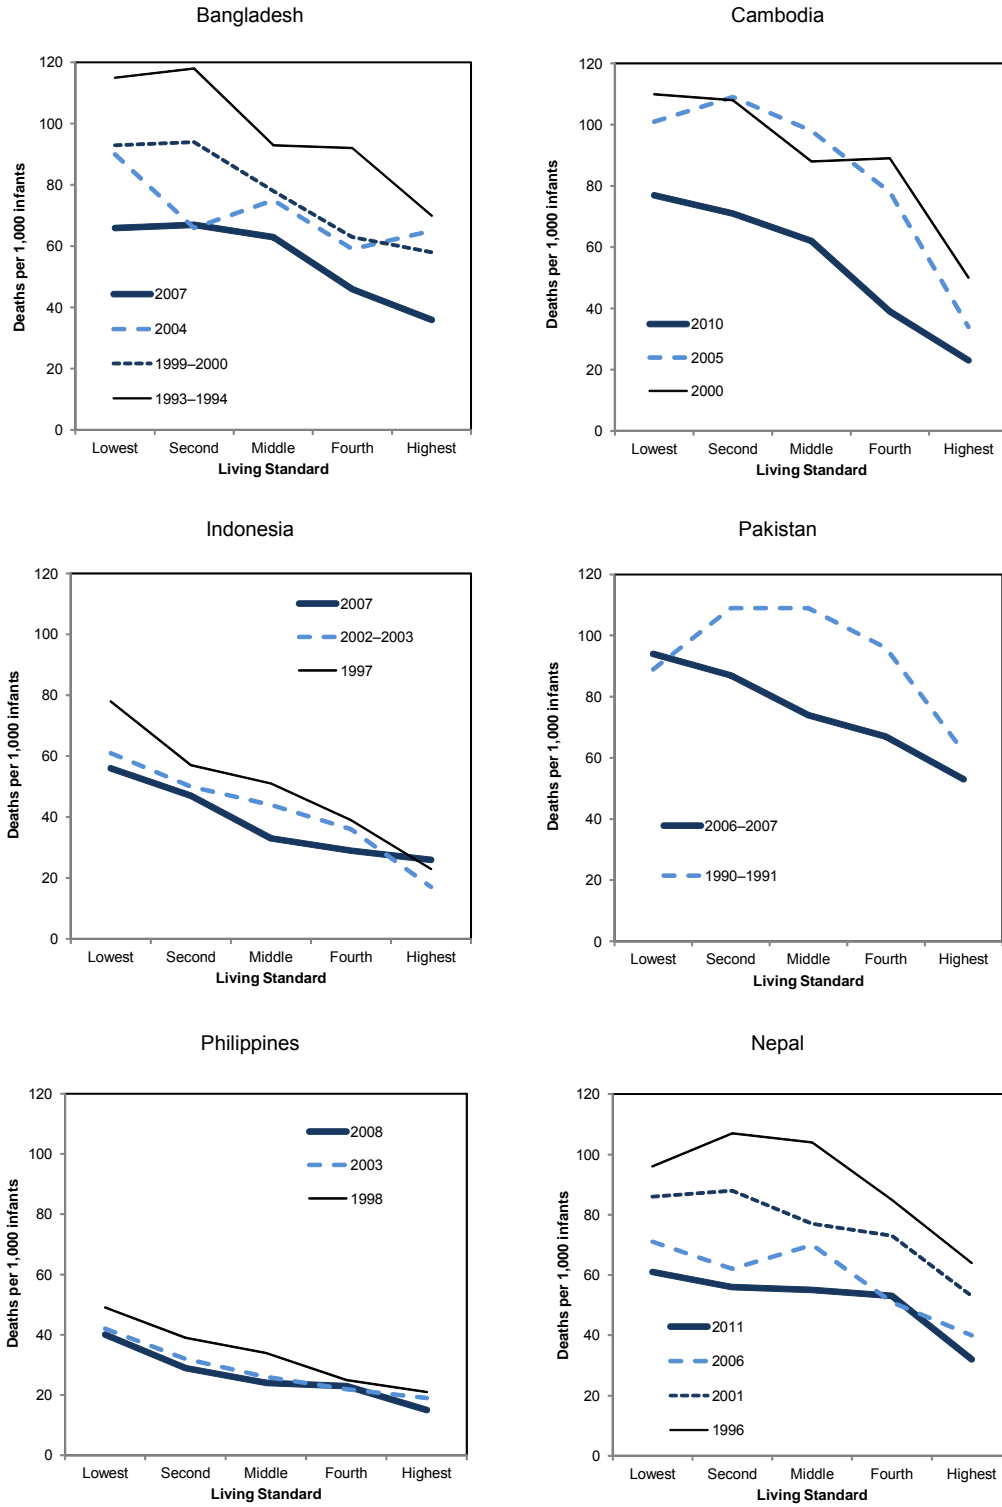 Bangladesh
120
100
80
60
40
20
0
Deaths per 1,000 infants
2007
2004
1999–2000
1993–1994
Lowest Second Middle Fourth Highest
Living Standard
Cambodia
120
100
80
60
40
20
0
Deaths per 1,000 infants
2010
2005
2000
Lowest Second Middle Fourth Highest
Living Standard
Indonesia
120
100
80
60
40
20
0
Deaths per 1,000 infants
2007
2002–2003
1997
Lowest Second Middle Fourth Highest
Living Standard
Pakistan
120
100
80
60
40
20
0
Deaths per 1,000 infants
2006–2007
1990–1991
Lowest Second Middle Fourth Highest
Living Standard
Philippines
120
100
80
60
40
20
0
Deaths per 1,000 infants
2008
2003
1998
Lowest Second Middle Fourth Highest
Living Standard
Nepal
120
100
80
60
40
20
0
Deaths per 1,000 infants
2011
2006
2001
1996
Lowest Second Middle Fourth Highest
Living Standard